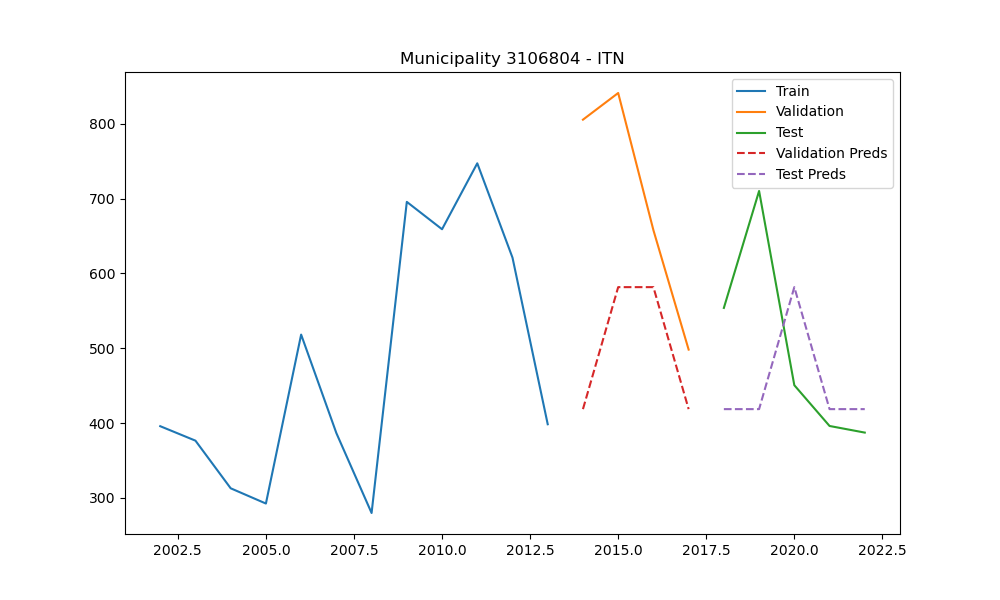 Municipality 3106804 - ITN
Train
Validation
Test
Validation Preds
Test Preds
800
700
600
500
400
300
2002.5 2005.0 2007.5 2010.0 2012.5 2015.0 2017.5 2020.0 2022.5